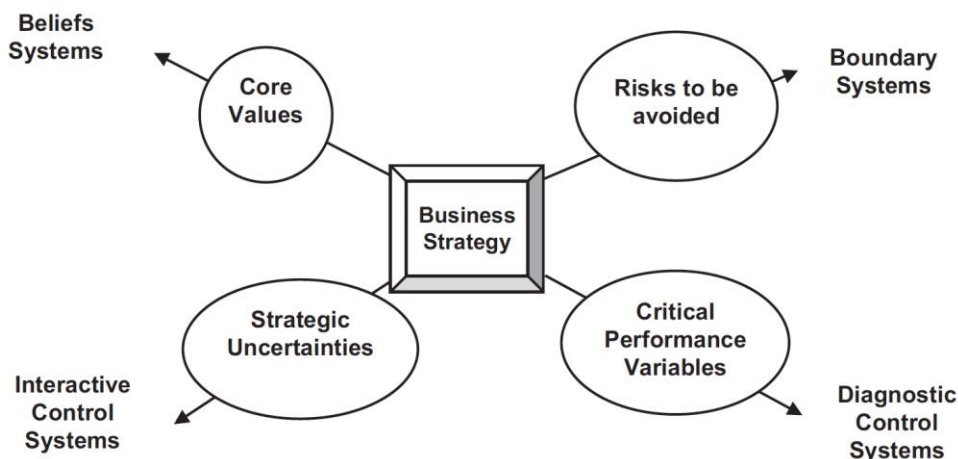 Beliefs
Systems
Core
Values
Risks to be
avoided
Boundary
Systems
Business
Strategy
Strategic
Uncertainties
Critical
Performance
Variables
Interactive
Control
Systems
Diagnostic
Control
Systems